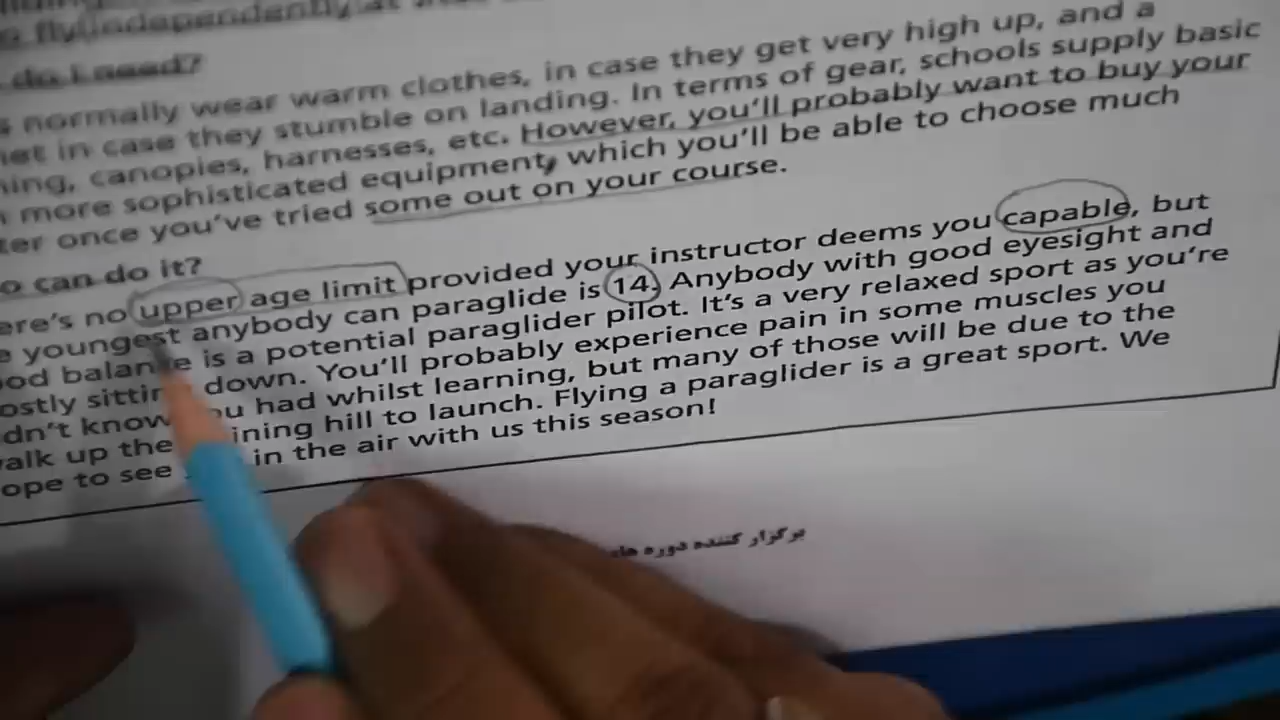 fly independently at
do I need?
normally wear warm clothes, in case they get very high up, and a
in case they stumble on landing. In terms of gear, schools supply basic
canopies, harnesses, etc. However, you'll probably want to buy your
more sophisticated equipment, which you'll be able to choose much
once you've tried some out on your course.
can do it?
no upper age limit provided your instructor deems you capable, but
youngest anybody can paraglide is 14. Anybody with good eyesight and
balance is a potential paraglider pilot. It's a very relaxed sport as you're
sitting down. You'll probably experience pain in some muscles you
know you had whilst learning, but many of those will be due to the
up the hill to launch. Flying a paraglider is a great sport. We
to see in the air with us this season!
برگزار کننده دوره های